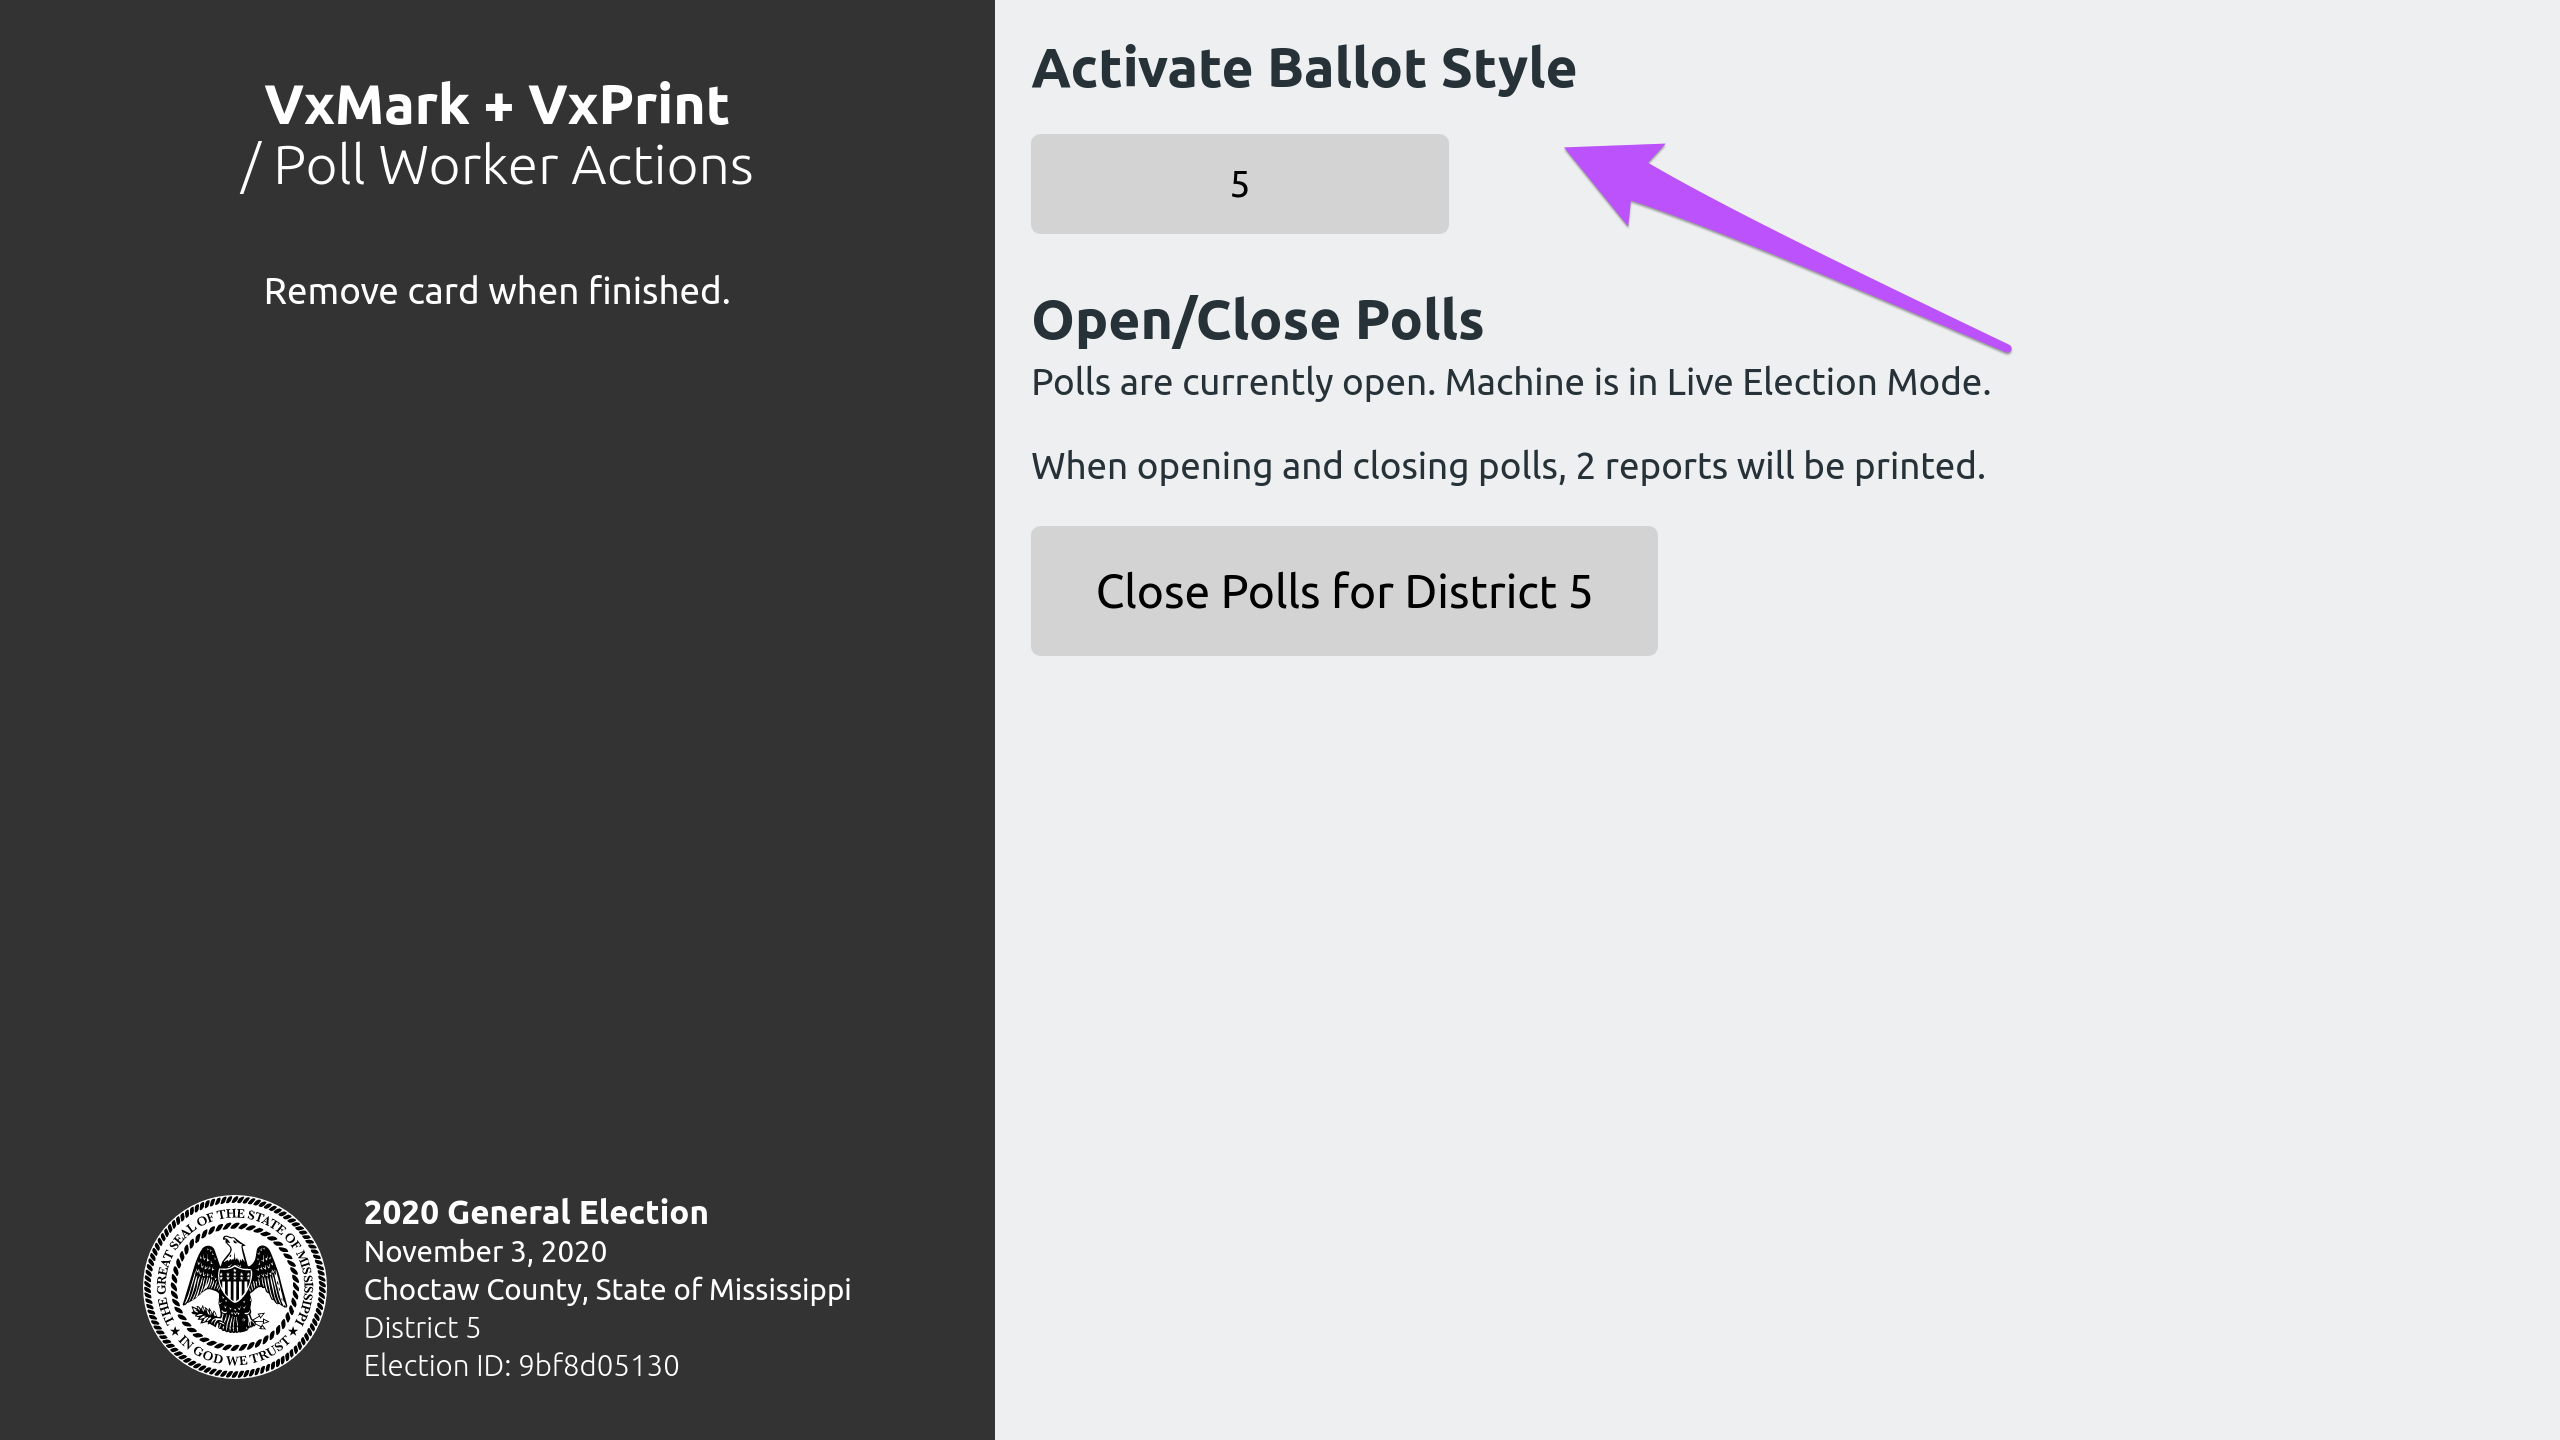 VxMark + VxPrint
/ Poll Worker Actions
Remove card when finished.
THE GREAT SEAL OF THE STATE OF MISSISSIPPI
★ IN GOD WE TRUST ★
2020 General Election
November 3, 2020
Choctaw County, State of Mississippi
District 5
Election ID: 9bf8d05130
Activate Ballot Style
5
Open/Close Polls
Polls are currently open. Machine is in Live Election Mode.
When opening and closing polls, 2 reports will be printed.
Close Polls for District 5